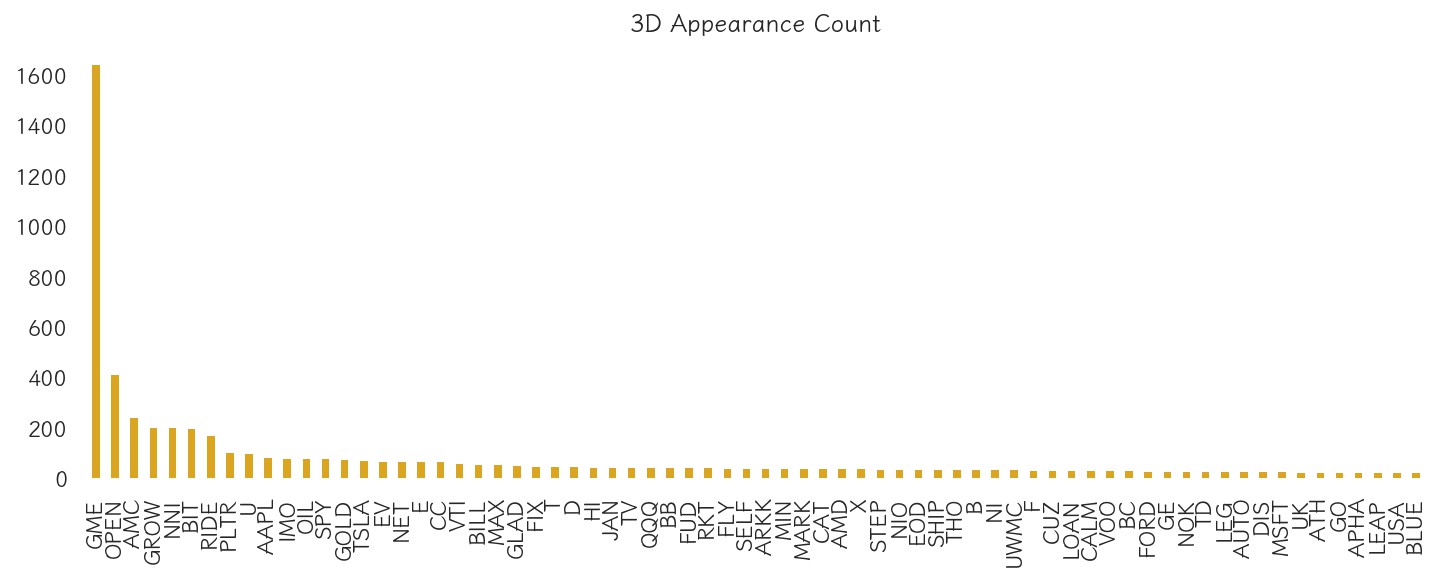 3D Appearance Count
1600
1400
1200
1000
800
600
400
200
0
GME
OPEN
AMC
GROW
NNI
BIT
RIDE
PLTR
U
AAPL
IMO
OIL
SPY
GOLD
TSLA
EV
NET
E
CC
VTI
BILL
MAX
GLAD
FIX
T
D
HI
JAN
TV
QQQ
BB
FUD
RKT
FLY
SELF
ARKK
MIN
MARK
CAT
AMD
X
STEP
NIO
EOD
SHIP
THO
B
NI
UWMC
F
CUZ
LOAN
CALM
VOO
BC
FORD
GE
NOK
TD
LEG
AUTO
DIS
MSFT
UK
ATH
GO
APHA
LEAP
USA
BLUE